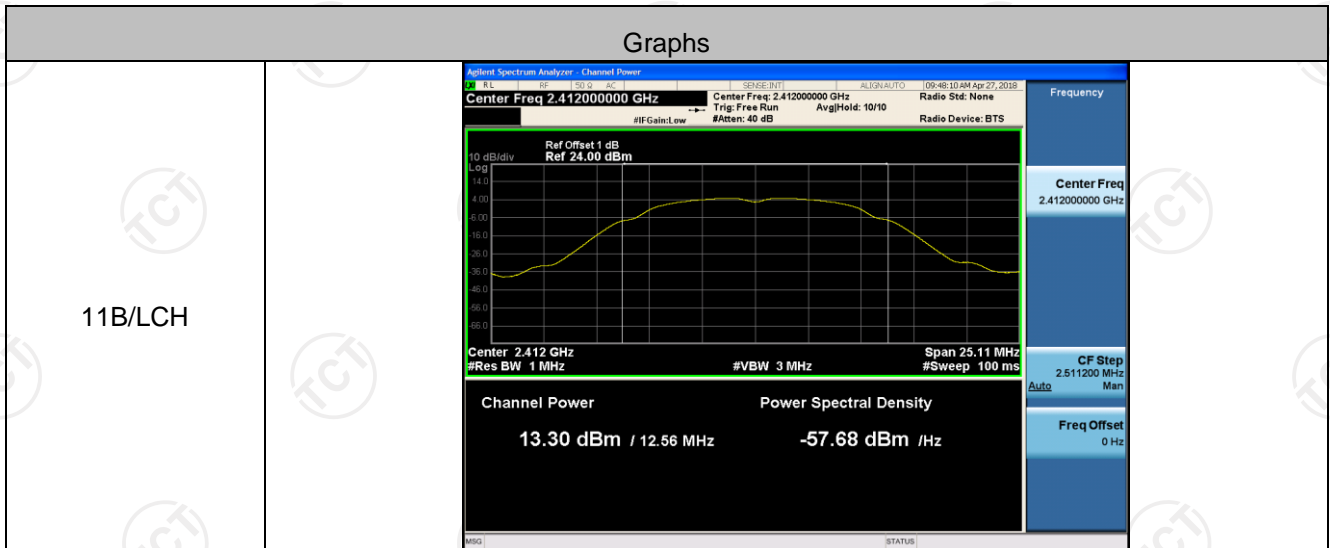 Graphs
11B/LCH
Agilent Spectrum Analyzer - Channel Power
RL RF 50 Ω AC SENSE:INT ALIGNAUTO 09:48:10 AM Apr 27, 2018
Center Freq 2.412000000 GHz
Center Freq: 2.412000000 GHz
Radio Std: None
Trig: Free Run Avg|Hold: 10/10
#IFGain:Low
#Atten: 40 dB
Radio Device: BTS
Ref Offset 1 dB
10 dB/div Ref 24.00 dBm
Log
14.0
4.00
-6.00
-16.0
-26.0
-36.0
-46.0
-56.0
-66.0
Center 2.412 GHz
Span 25.11 MHz
#Res BW 1 MHz
#VBW 3 MHz
#Sweep 100 ms
Channel Power
Power Spectral Density
13.30 dBm / 12.56 MHz
-57.68 dBm /Hz
MSG
STATUS
Frequency
Center Freq
2.412000000 GHz
CF Step
2.511200 MHz
Auto Man
Freq Offset
0 Hz
TCT
TCT
TCT
TCT
TCT
TCT